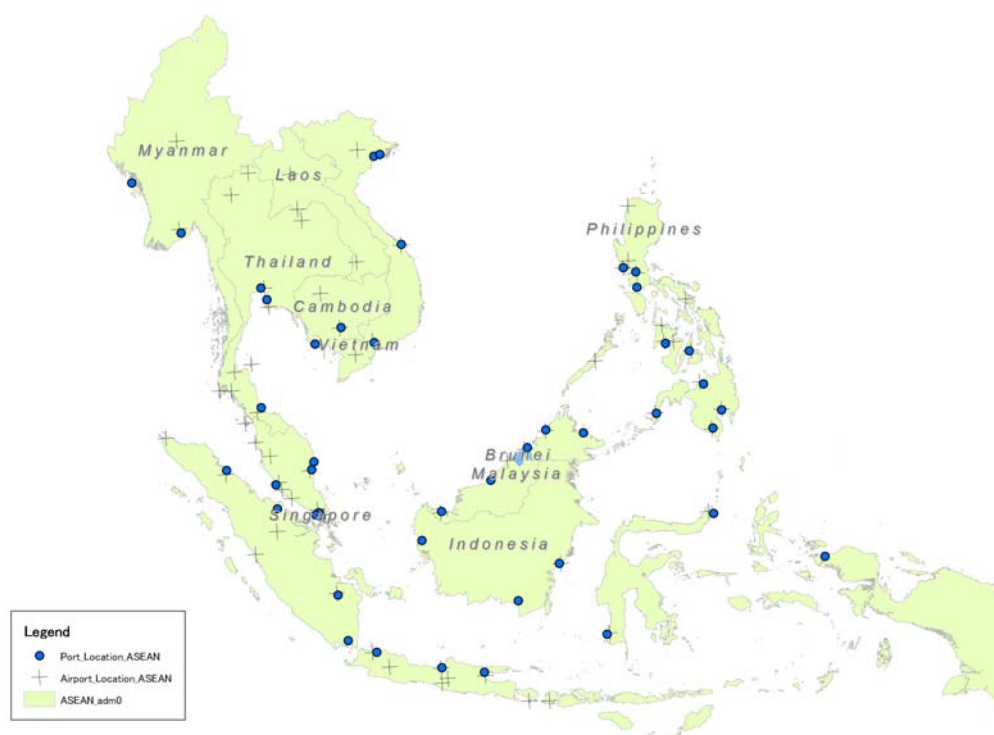 Myanmar
Laos
Philippines
Thailand
Cambodia
Vietnam
Brunei
Malaysia
Singapore
Indonesia
Legend
Port_Location_ASEAN
Airport_Location_ASEAN
ASEAN_adm0